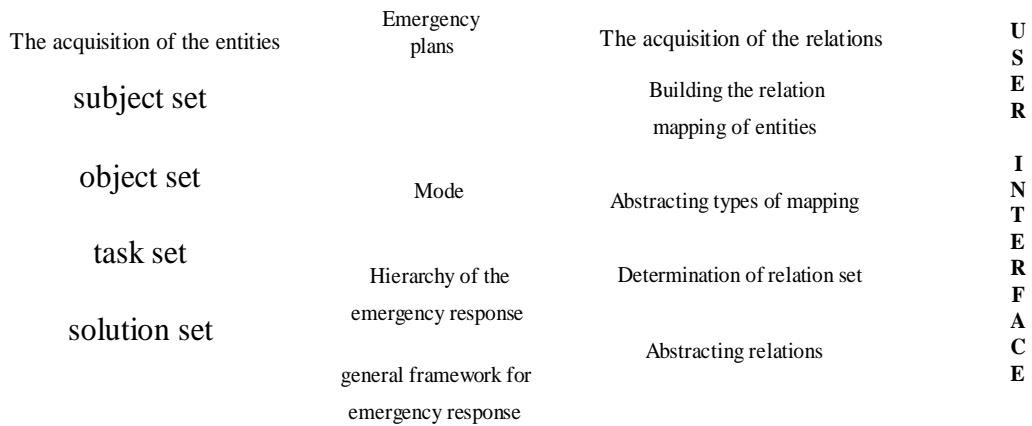 The acquisition of the entities
subject set
object set
task set
solution set
Emergency
plans
Mode
Hierarchy of the
emergency response
general framework for
emergency response
The acquisition of the relations
Building the relation
mapping of entities
Abstracting types of mapping
Determination of relation set
Abstracting relations
USER INTERFACE